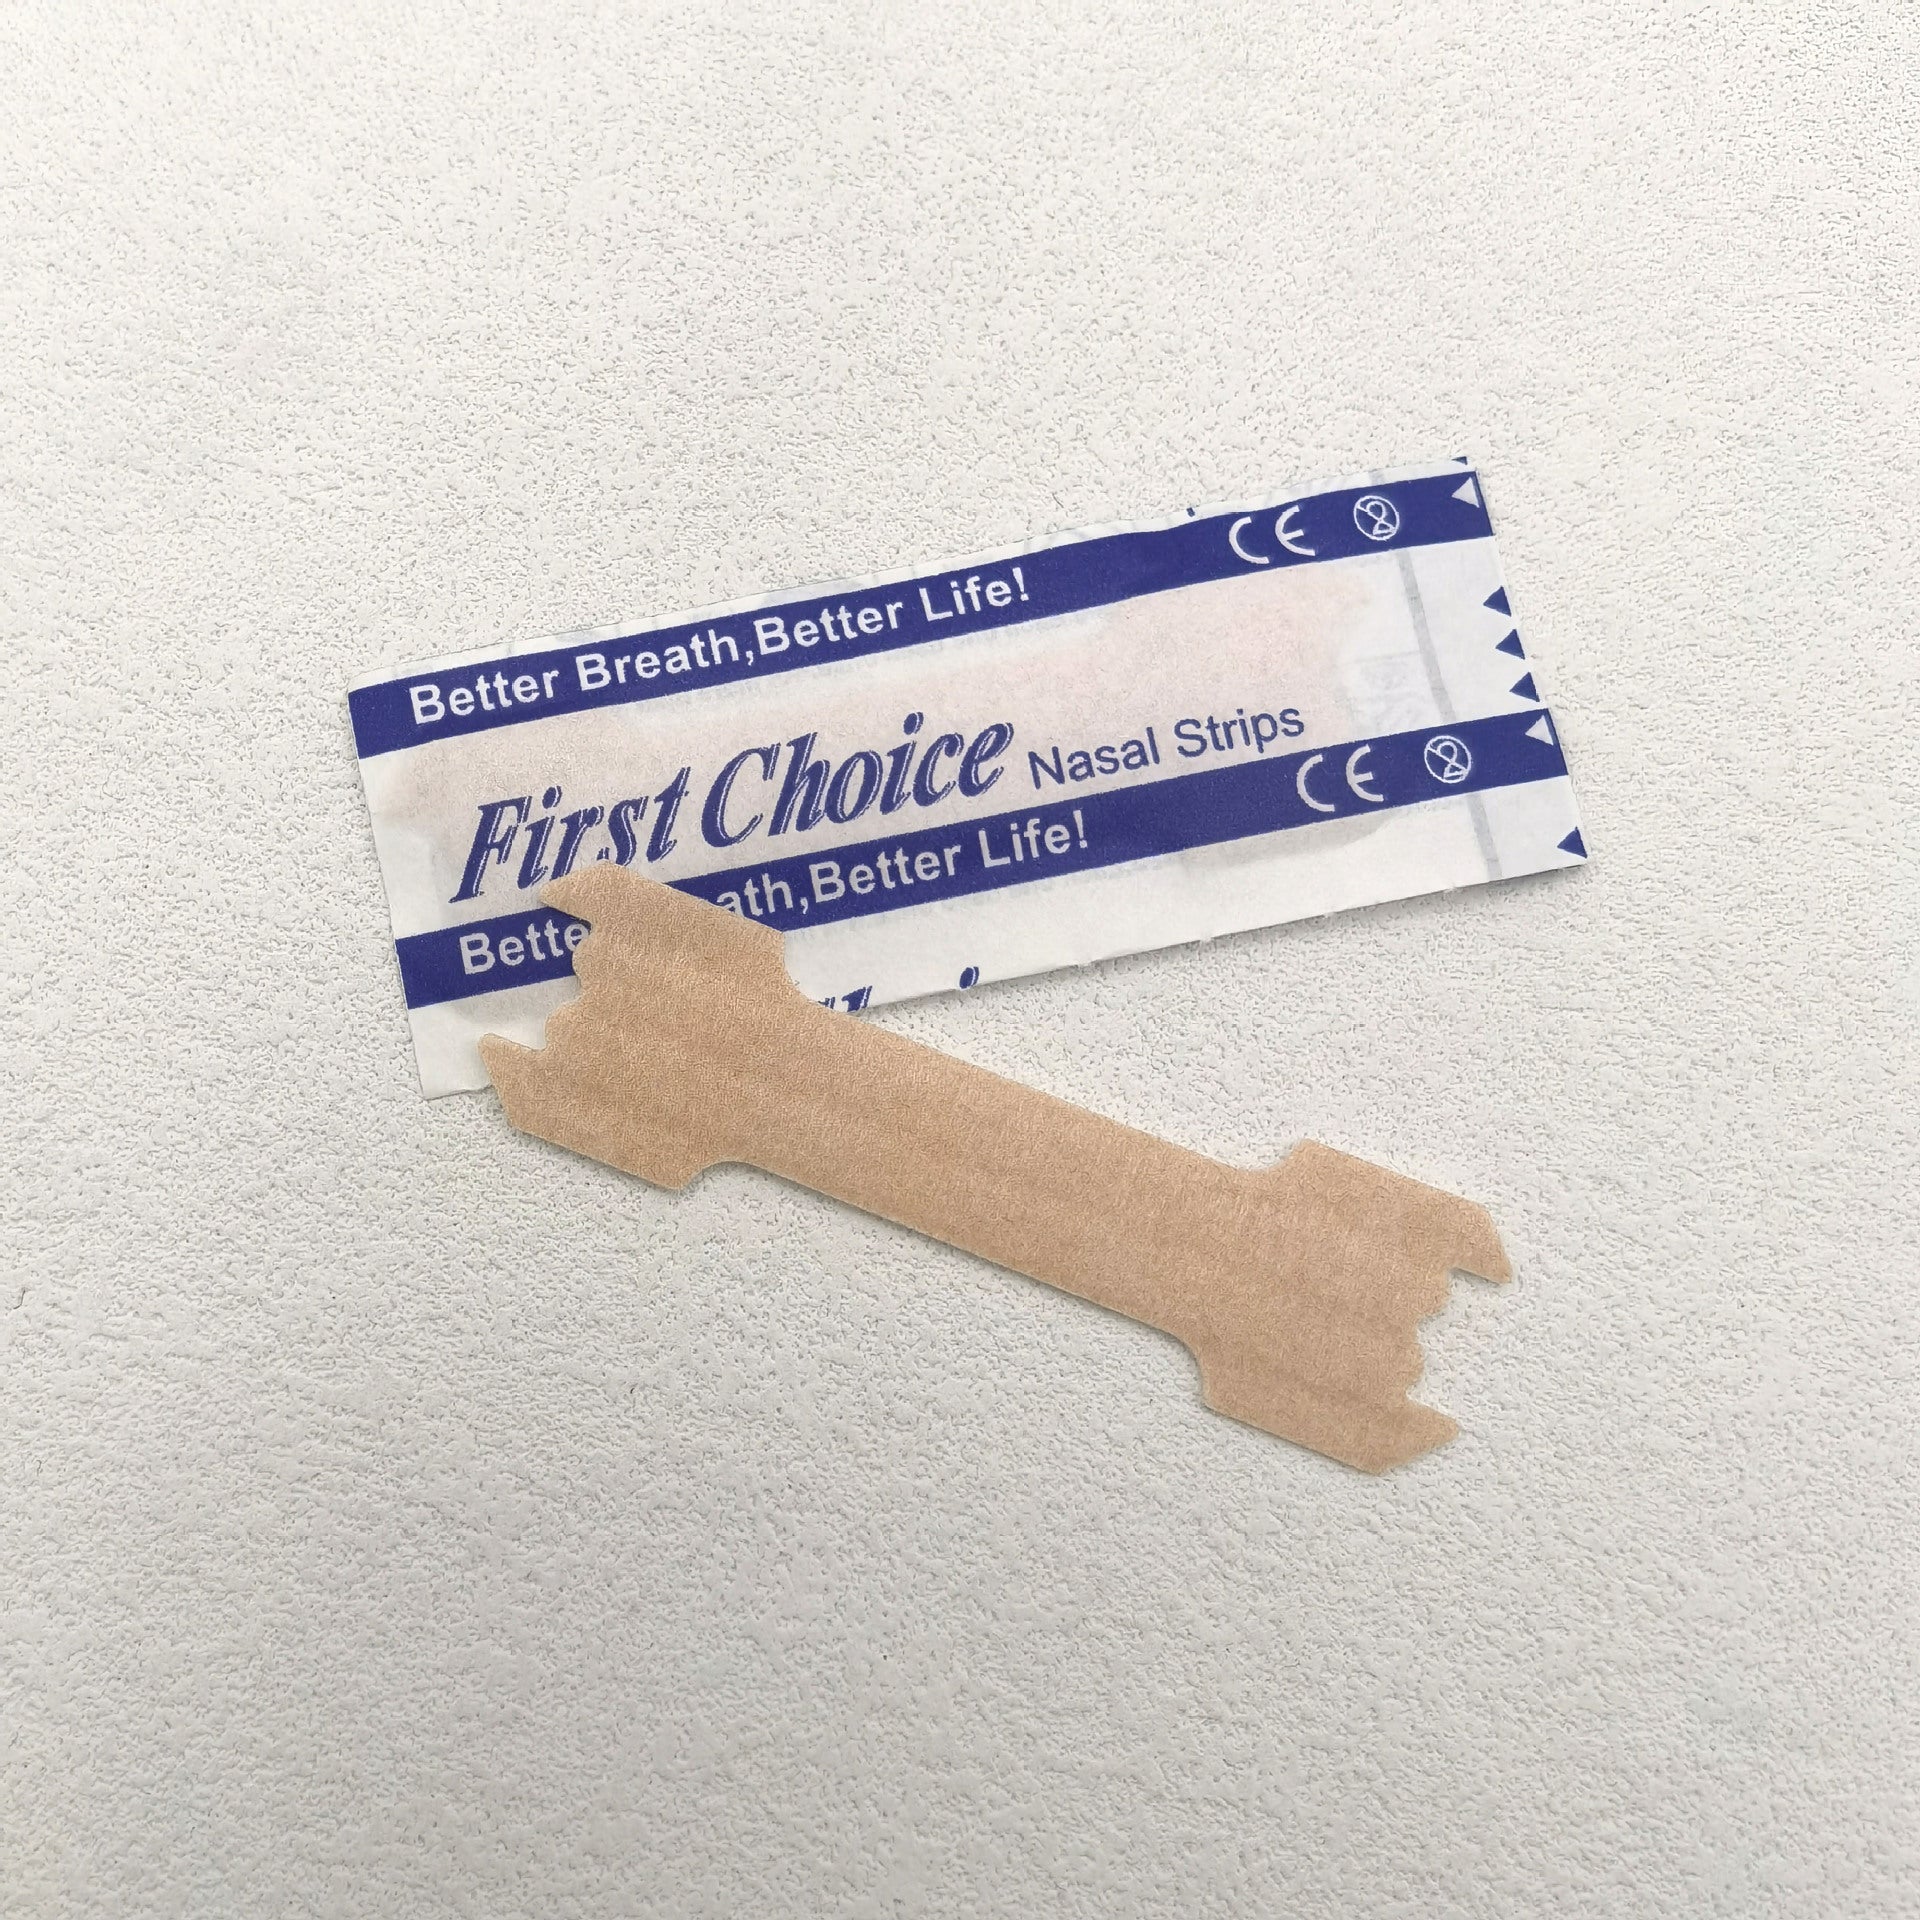 Better Breath,Better Life! CE
First Choice Nasal Strips
Bette ath,Better Life! CE